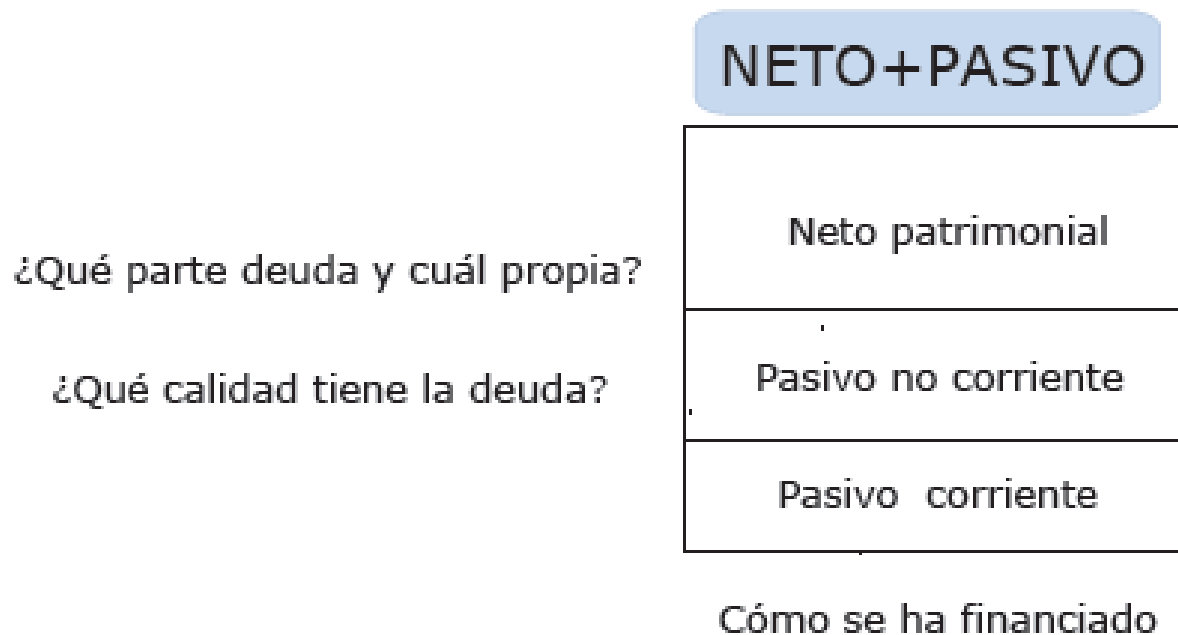 NETO+PASIVO
Neto patrimonial
¿Qué parte deuda y cuál propia?
Pasivo no corriente
¿Qué calidad tiene la deuda?
Pasivo corriente
Cómo se ha financiado